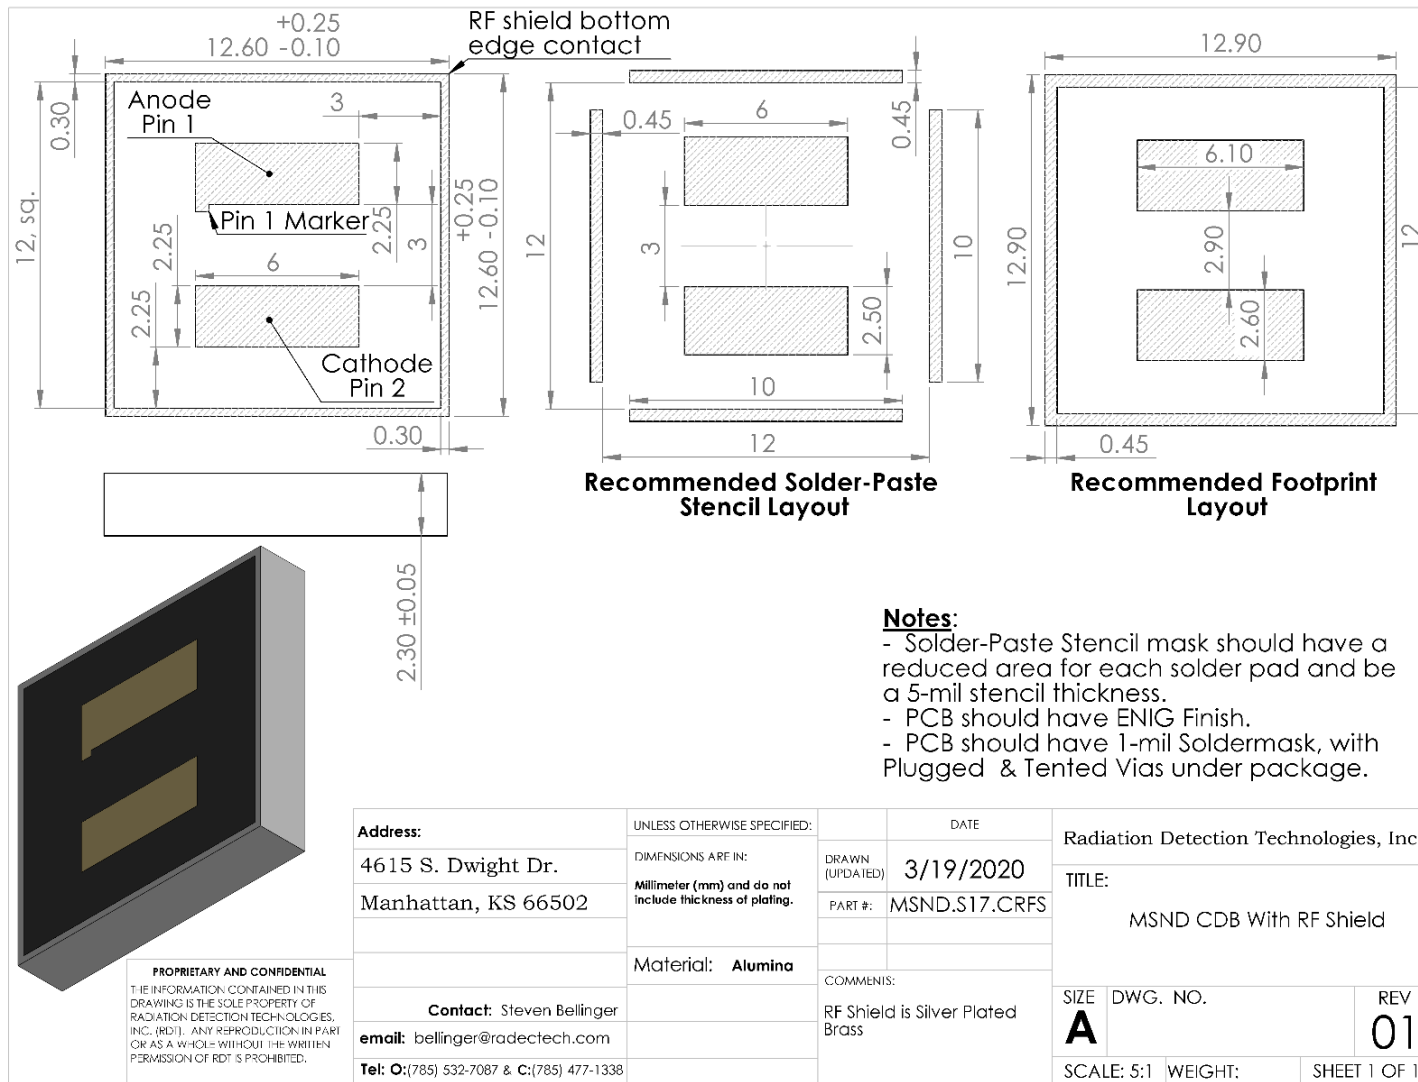 +0.25
12.60 -0.10
RF shield bottom
edge contact
0.30
Anode
Pin 1
3
12, sq.
Pin 1 Marker
2.25
3
+0.25
12.60 -0.10
2.25
6
2.25
Cathode
Pin 2
0.30
2.30 ±0.05
0.45
6
0.45
12
3
10
2.50
10
12
Recommended Solder-Paste
Stencil Layout
12.90
6.10
12.90
2.90
12
2.60
0.45
Recommended Footprint
Layout
Notes:
- Solder-Paste Stencil mask should have a
reduced area for each solder pad and be
a 5-mil stencil thickness.
- PCB should have ENIG Finish.
- PCB should have 1-mil Soldermask, with
Plugged & Tented Vias under package.
PROPRIETARY AND CONFIDENTIAL
THE INFORMATION CONTAINED IN THIS
DRAWING IS THE SOLE PROPERTY OF
RADIATION DETECTION TECHNOLOGIES,
INC. (RDT). ANY REPRODUCTION IN PART
OR AS A WHOLE WITHOUT THE WRITTEN
PERMISSION OF RDT IS PROHIBITED.
Address:
4615 S. Dwight Dr.
Manhattan, KS 66502
Contact: Steven Bellinger
email: bellinger@radectech.com
Tel: O:(785) 532-7087 & C:(785) 477-1338
UNLESS OTHERWISE SPECIFIED:
DIMENSIONS ARE IN:
Millimeter (mm) and do not
include thickness of plating.
Material: Alumina
DATE
DRAWN
(UPDATED)
3/19/2020
PART #: MSND.S17.CRFS
COMMENTS:
RF Shield is Silver Plated
Brass
Radiation Detection Technologies, Inc
TITLE:
MSND CDB With RF Shield
SIZE
A
DWG. NO.
REV
01
SCALE: 5:1
WEIGHT:
SHEET 1 OF 1